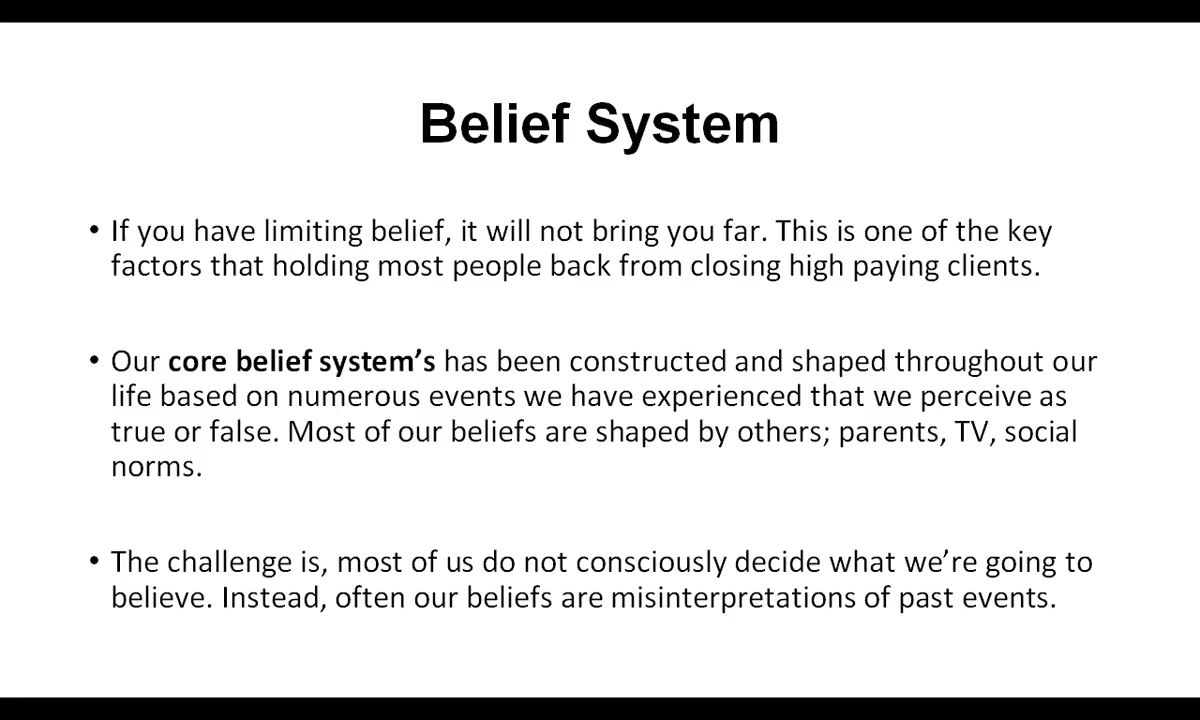 Belief System
• If you have limiting belief, it will not bring you far. This is one of the key
factors that holding most people back from closing high paying clients.
• Our core belief system’s has been constructed and shaped throughout our
life based on numerous events we have experienced that we perceive as
true or false. Most of our beliefs are shaped by others; parents, TV, social
norms.
• The challenge is, most of us do not consciously decide what we’re going to
believe. Instead, often our beliefs are misinterpretations of past events.